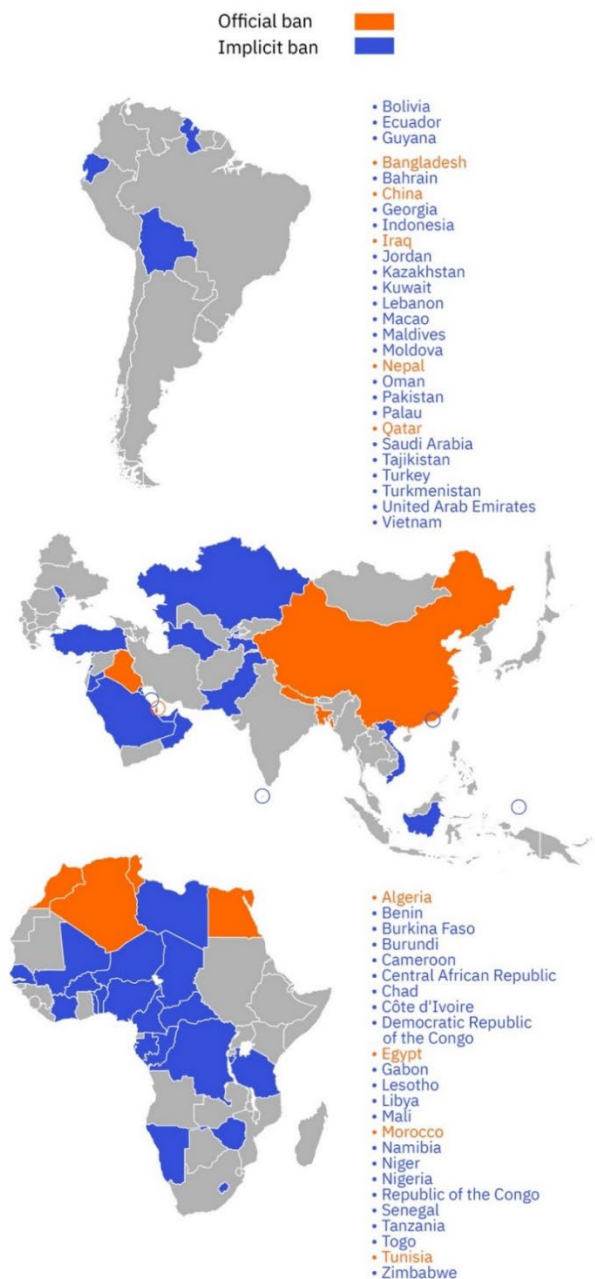 Official ban
Implicit ban
• Bolivia
• Ecuador
• Guyana
• Bangladesh
• Bahrain
• China
• Georgia
• Indonesia
• Iraq
• Jordan
• Kazakhstan
• Kuwait
• Lebanon
• Macao
• Maldives
• Moldova
• Nepal
• Oman
• Pakistan
• Palau
• Qatar
• Saudi Arabia
• Tajikistan
• Turkey
• Turkmenistan
• United Arab Emirates
• Vietnam
• Algeria
• Benin
• Burkina Faso
• Burundi
• Cameroon
• Central African Republic
• Chad
• Côte d'Ivoire
• Democratic Republic
of the Congo
• Egypt
• Gabon
• Lesotho
• Libya
• Mali
• Morocco
• Namibia
• Niger
• Nigeria
• Republic of the Congo
• Senegal
• Tanzania
• Togo
• Tunisia
• Zimbabwe